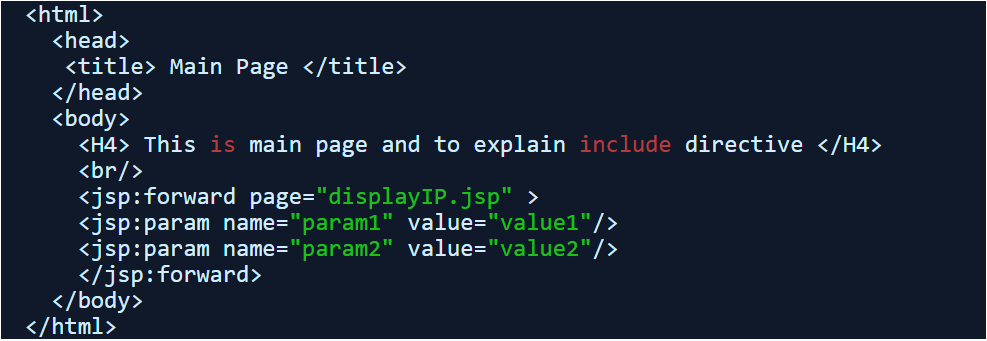 <html>
<head>
<title> Main Page </title>
</head>
<body>
<H4> This is main page and to explain include directive </H4>
<br/>
<jsp:forward page="displayIP.jsp" >
<jsp:param name="param1" value="value1"/>
<jsp:param name="param2" value="value2"/>
</jsp:forward>
</body>
</html>